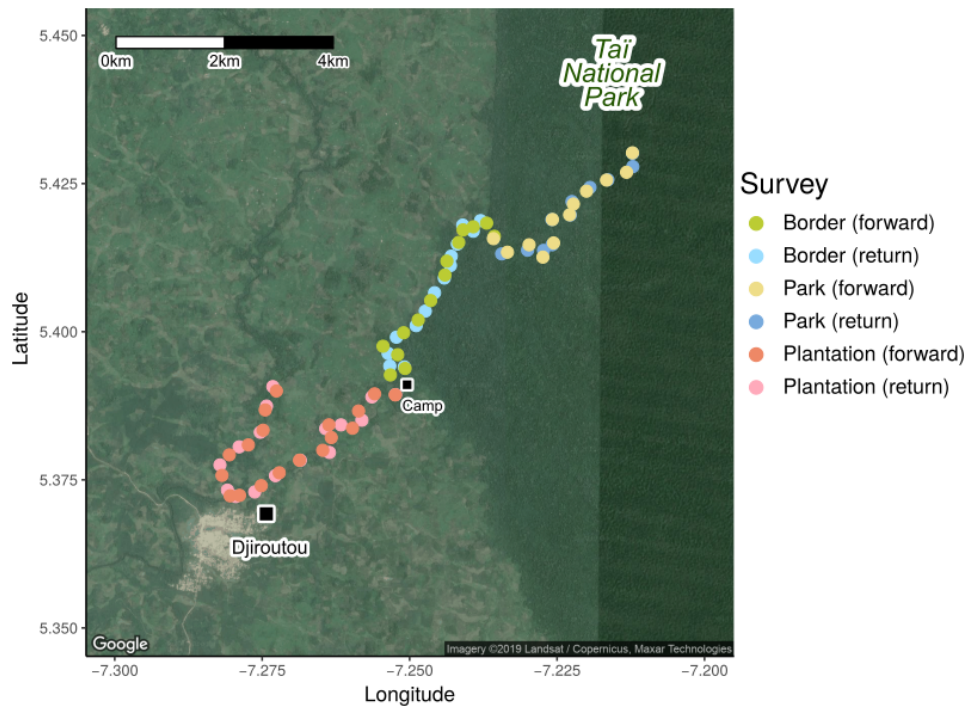 5.450
5.425
5.400
5.375
5.350
Latitude
0km
2km
4km
Taï
National
Park
Camp
Djiroutou
Google
Imagery ©2019 Landsat / Copernicus, Maxar Technologies
−7.300
−7.275
−7.250
−7.225
−7.200
Longitude
Survey
Border (forward)
Border (return)
Park (forward)
Park (return)
Plantation (forward)
Plantation (return)